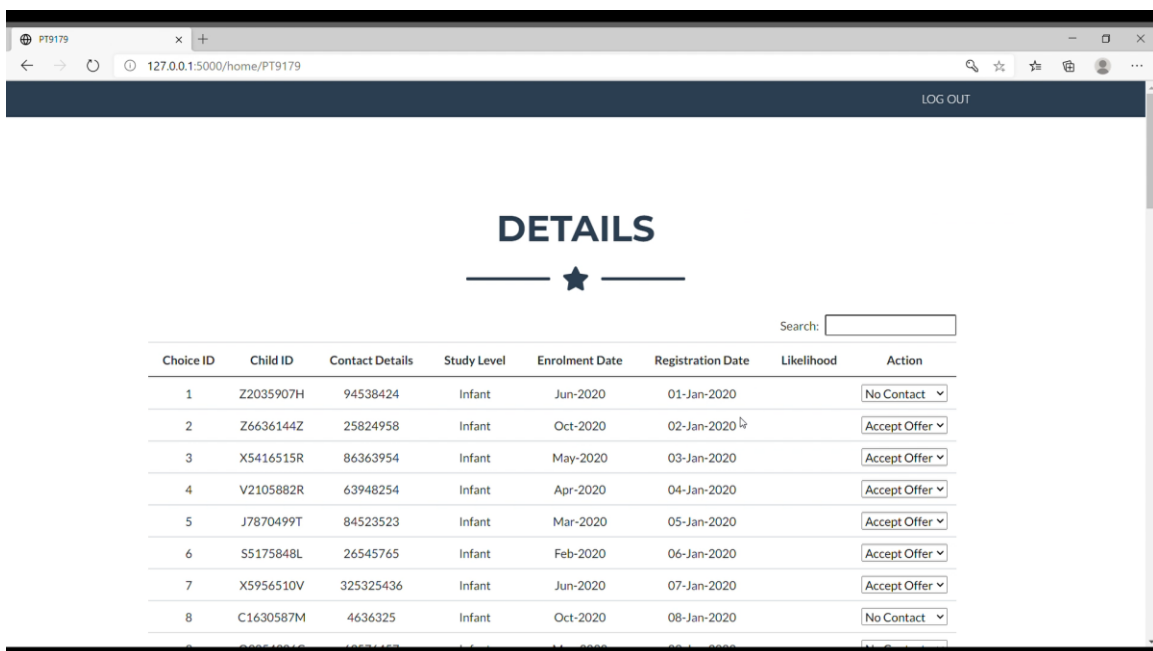 PT9179
127.0.0.1:5000/home/PT9179
LOG OUT
DETAILS
Search:
Choice ID Child ID Contact Details Study Level Enrolment Date Registration Date Likelihood Action
1 Z2035907H 94538424 Infant Jun-2020 01-Jan-2020 No Contact
2 Z6636144Z 25824958 Infant Oct-2020 02-Jan-2020 Accept Offer
3 X5416515R 86363954 Infant May-2020 03-Jan-2020 Accept Offer
4 V2105882R 63948254 Infant Apr-2020 04-Jan-2020 Accept Offer
5 J7870499T 84523523 Infant Mar-2020 05-Jan-2020 Accept Offer
6 S5175848L 26545765 Infant Feb-2020 06-Jan-2020 Accept Offer
7 X5956510V 325325436 Infant Jun-2020 07-Jan-2020 Accept Offer
8 C1630587M 4636325 Infant Oct-2020 08-Jan-2020 No Contact